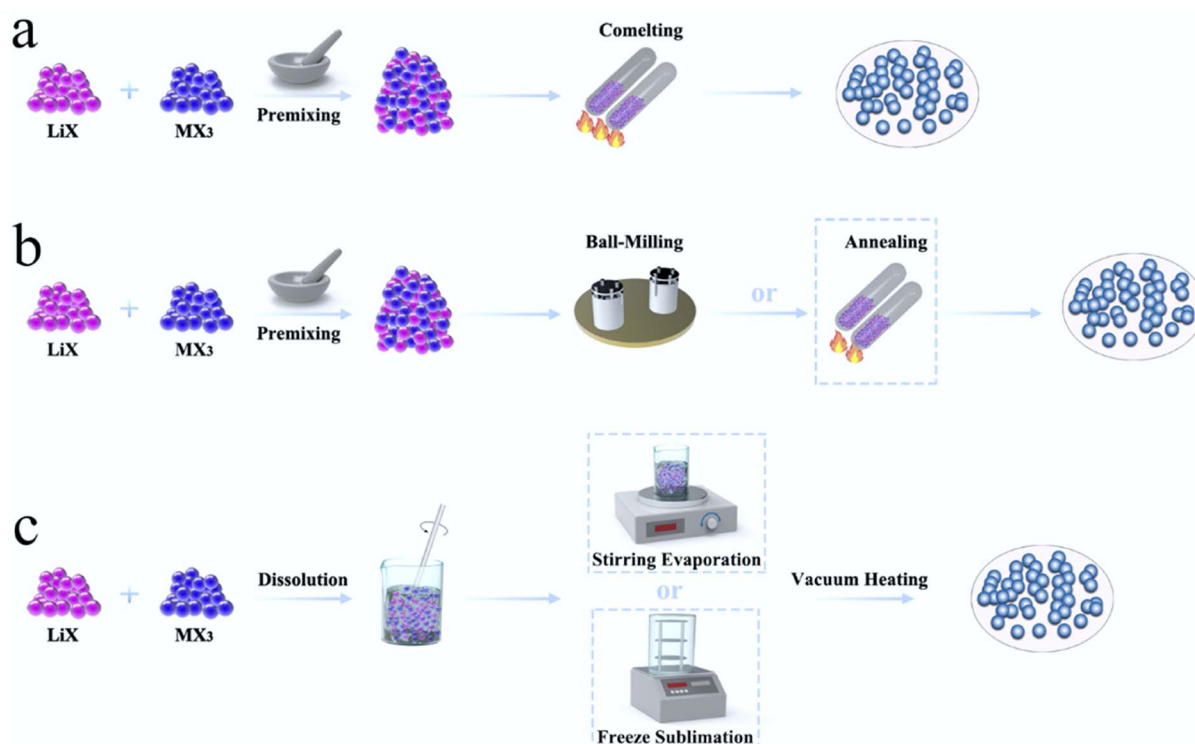 a
Comelting
Premixing
LiX + MX3
b
Ball-Milling
Annealing
or
Premixing
LiX + MX3
c
Dissolution
Stirring Evaporation
or
Vacuum Heating
LiX + MX3
Freeze Sublimation